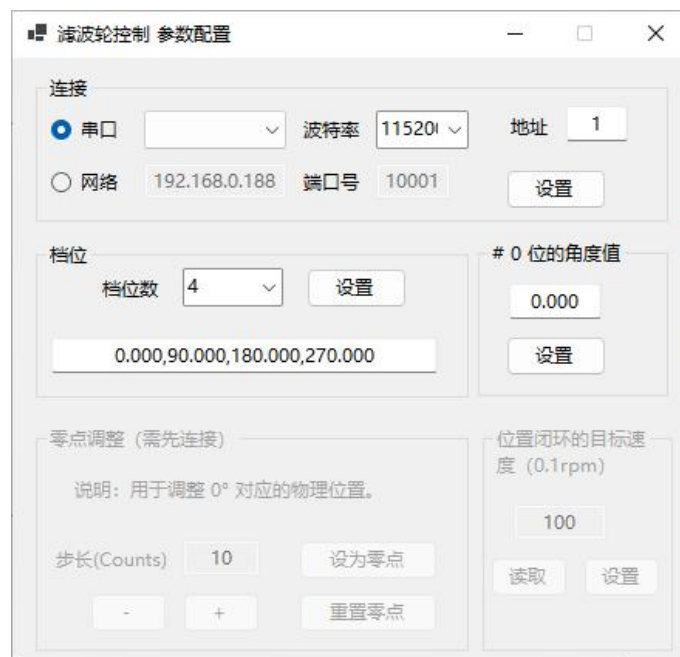 滤波轮控制 参数配置
连接
串口 波特率 11520 地址 1
网络 192.168.0.188 端口号 10001 设置
档位
档位数 4 设置
0.000,90.000,180.000,270.000
# 0 位的角度值
0.000
设置
零点调整（需先连接）
说明：用于调整 0° 对应的物理位置。
步长(Counts) 10 设为零点
- + 重置零点
位置闭环的目标速
度（0.1rpm）
100
读取 设置